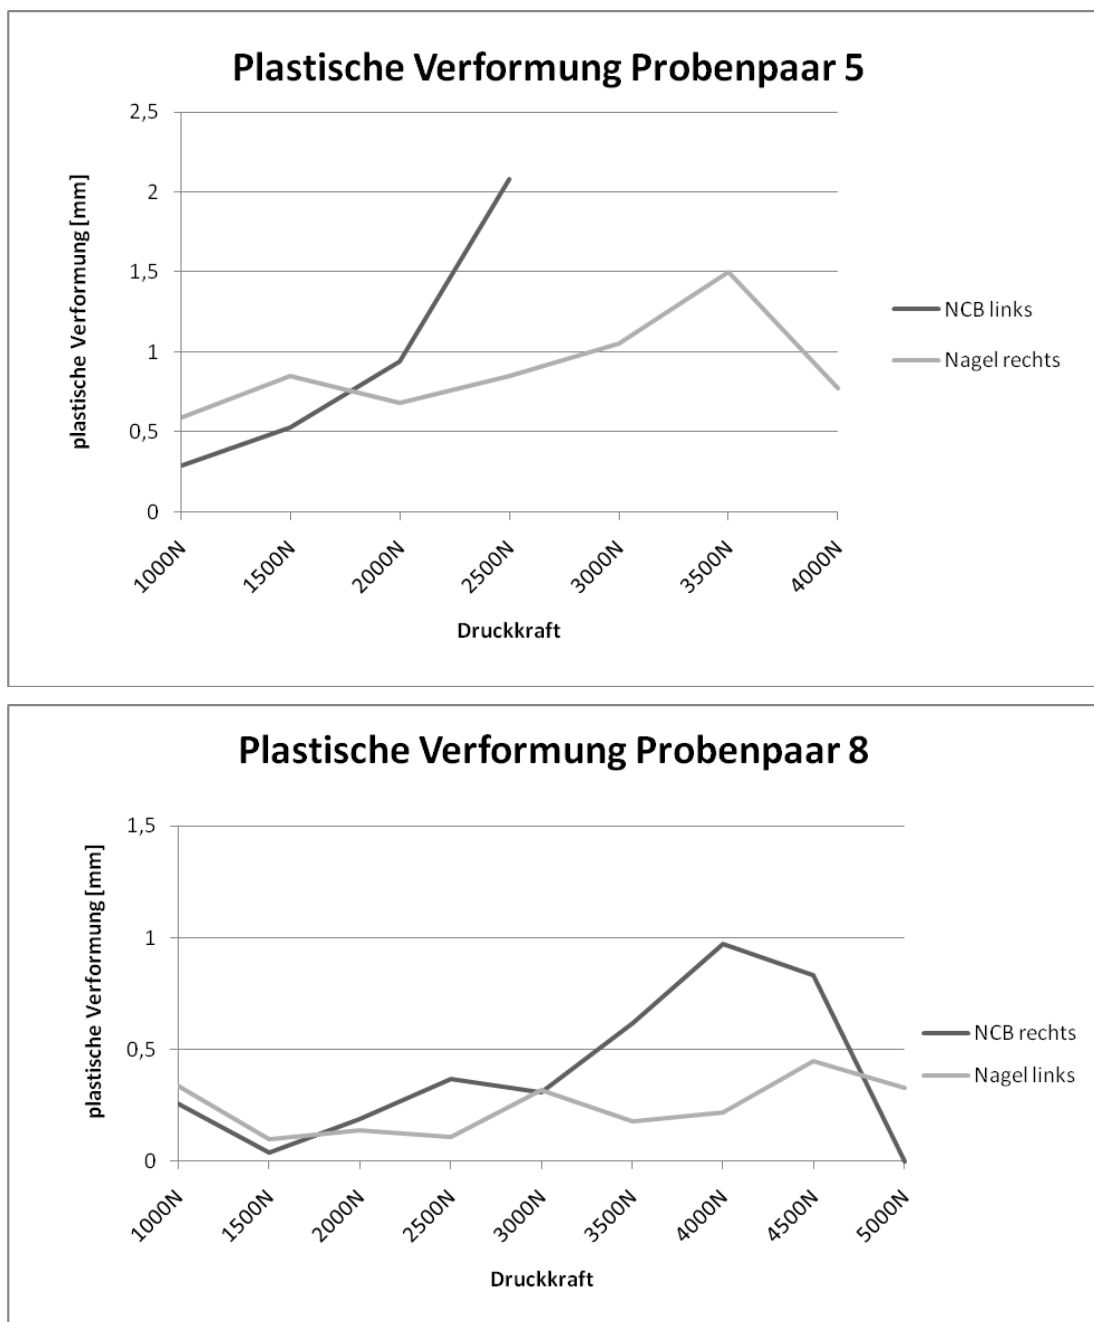 Plastische Verformung Probenpaar 5
plastische Verformung [mm]
2,5
2
1,5
1
0,5
0
1000N
1500N
2000N
2500N
3000N
3500N
4000N
Druckkraft
NCB links
Nagel rechts
Plastische Verformung Probenpaar 8
plastische Verformung [mm]
1,5
1
0,5
0
1000N
1500N
2000N
2500N
3000N
3500N
4000N
4500N
5000N
Druckkraft
NCB rechts
Nagel links